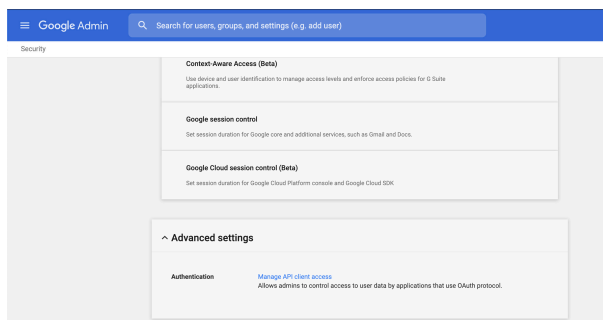 Google Admin
Search for users, groups, and settings (e.g. add user)
Security
Context-Aware Access (Beta)
Use device and user identification to manage access levels and enforce access policies for G Suite
applications.
Google session control
Set session duration for Google core and additional services, such as Gmail and Docs.
Google Cloud session control (Beta)
Set session duration for Google Cloud Platform console and Google Cloud SDK
Advanced settings
Authentication
Manage API client access
Allows admins to control access to user data by applications that use OAuth protocol.